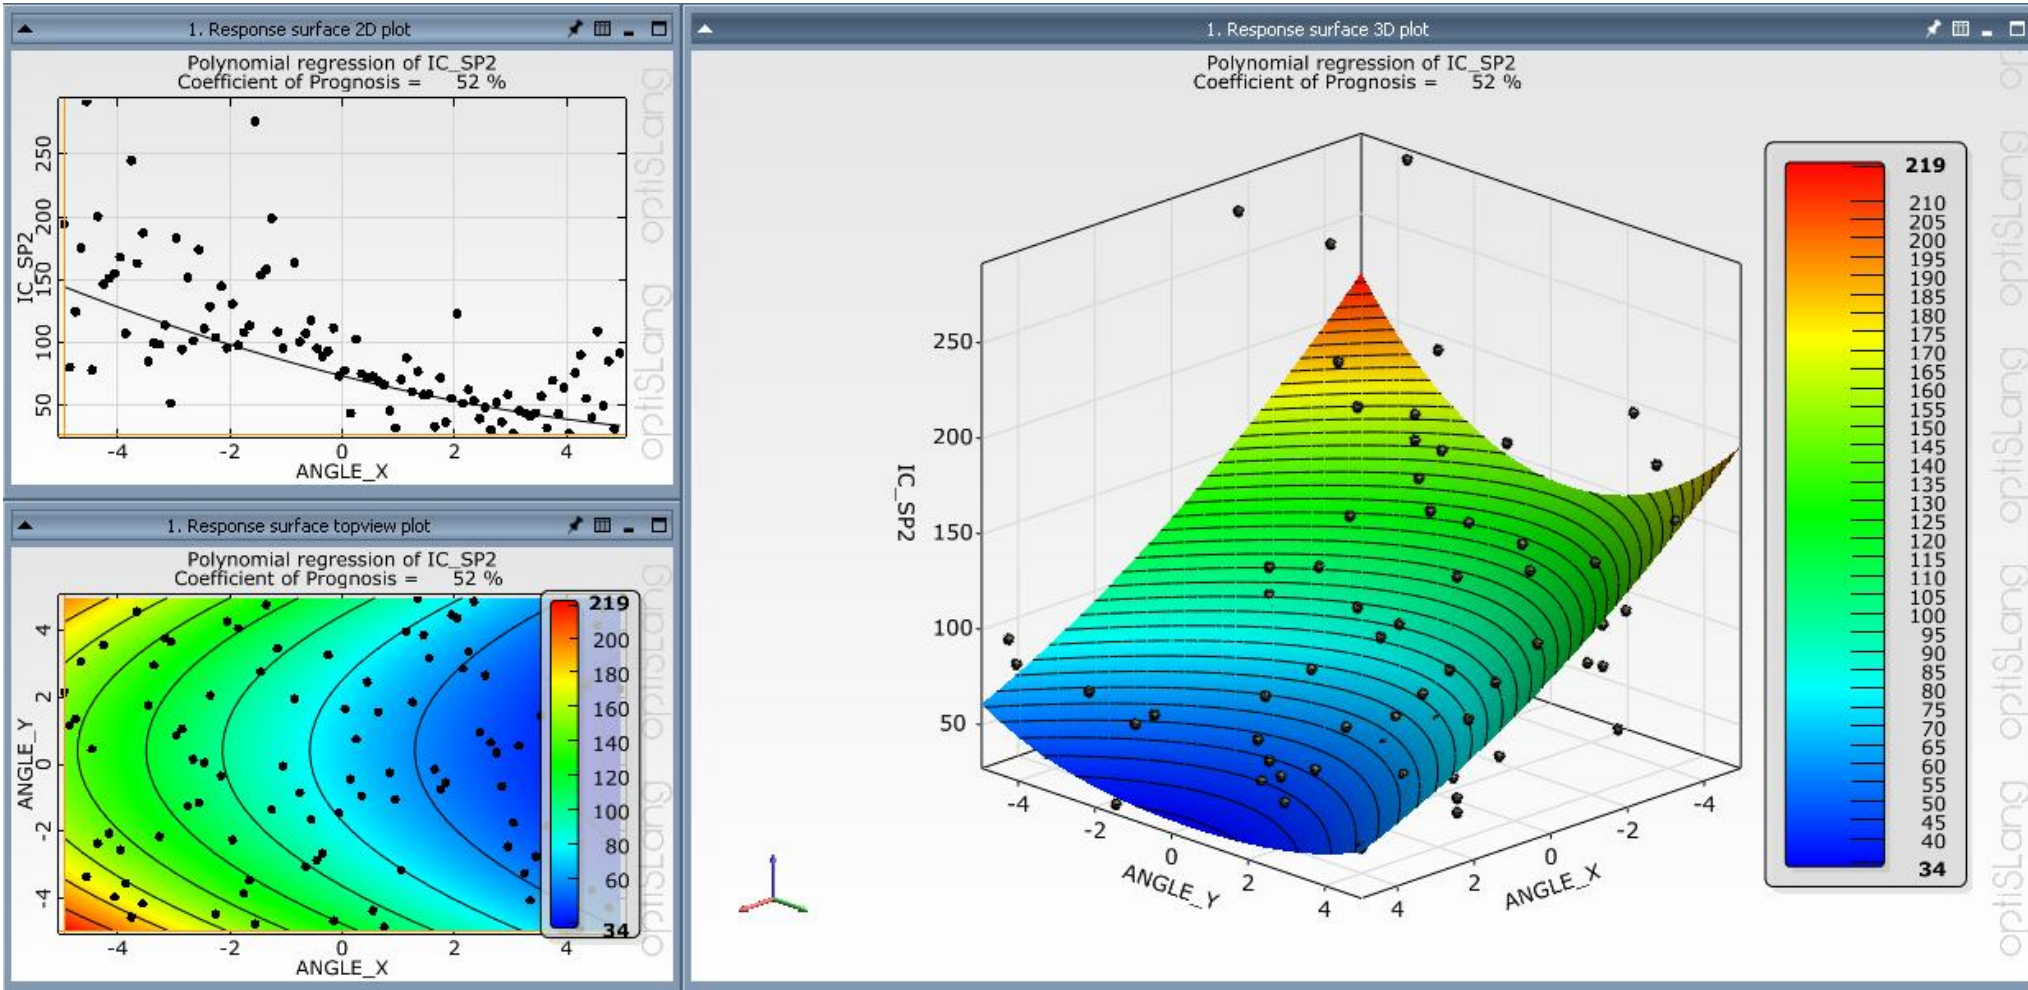 1. Response surface 2D plot
Polynomial regression of IC_SP2
Coefficient of Prognosis = 52 %
IC_SP2
250
200
150
100
50
-4 -2 0 2 4
ANGLE_X
optiSLang optiSLang
1. Response surface topview plot
Polynomial regression of IC_SP2
Coefficient of Prognosis = 52 %
ANGLE_Y
4
2
0
-2
-4
-4 -2 0 2 4
ANGLE_X
219
200
180
160
140
120
100
80
60
34
optiSLang optiSLang
1. Response surface 3D plot
Polynomial regression of IC_SP2
Coefficient of Prognosis = 52 %
IC_SP2
250
200
150
100
50
-4 -2 0 2 4
ANGLE_Y
4 2 0 -2 -4
ANGLE_X
219
210
205
200
195
190
185
180
175
170
165
160
155
150
145
140
135
130
125
120
115
110
105
100
95
90
85
80
75
70
65
60
55
50
45
40
34
optiSLang optiSLang